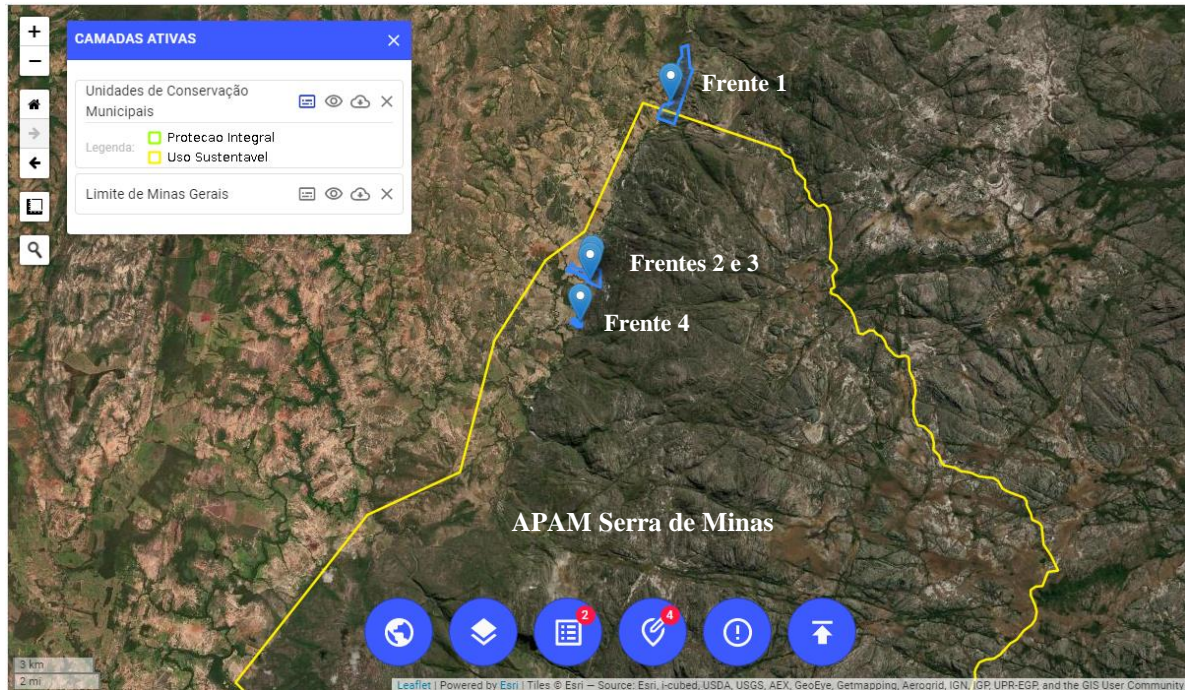 +
−
CAMADAS ATIVAS
Unidades de Conservação
Municipais
Legenda:
Protecao Integral
Uso Sustentavel
Limite de Minas Gerais
Frente 1
Frentes 2 e 3
Frente 4
APAM Serra de Minas
2
4
3 km
2 mi
Leaflet | Powered by Esri | Tiles © Esri — Source: Esri, i-cubed, USDA, USGS, AEX, GeoEye, Getmapping, Aerogrid, IGN, IGP, UPR-EGP, and the GIS User Community